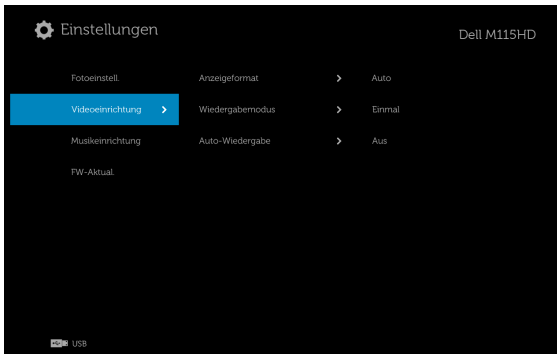 Einstellungen
Dell M115HD
Fotoeinstell. Anzeigeformat Auto
Videoeinrichtung Wiedergabemodus Einmal
Musikeinrichtung Auto-Wiedergabe Aus
FW-Aktual.
USB